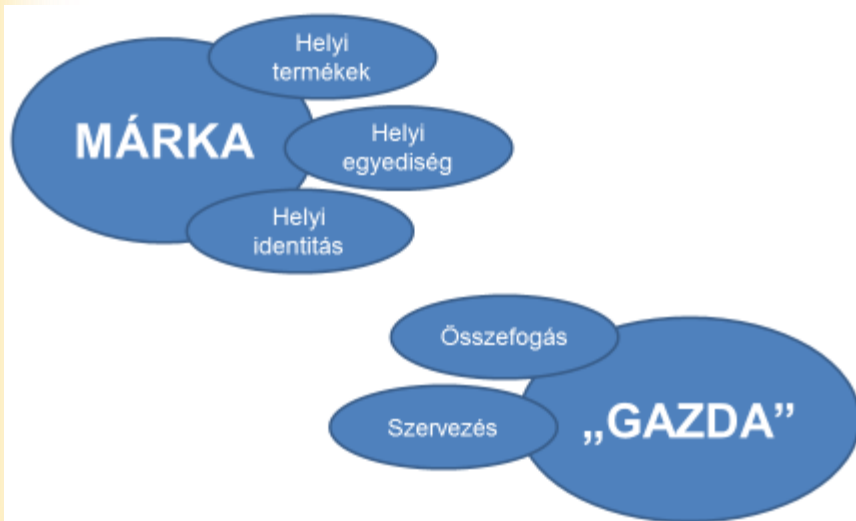 Helyi
termékek
MÁRKA
Helyi
egyediség
Helyi
identitás
Összefogás
Szervezés
„GAZDA”